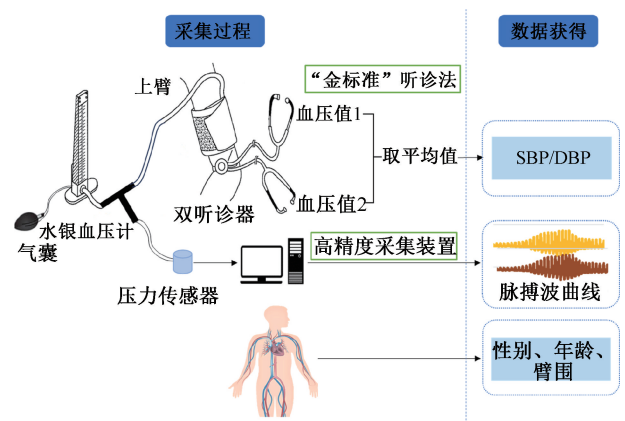 采集过程
数据获得
上臂
“金标准”听诊法
血压值1
取平均值
SBP/DBP
血压值2
双听诊器
水银血压计
气囊
高精度采集装置
压力传感器
脉搏波曲线
性别、年龄、
臂围